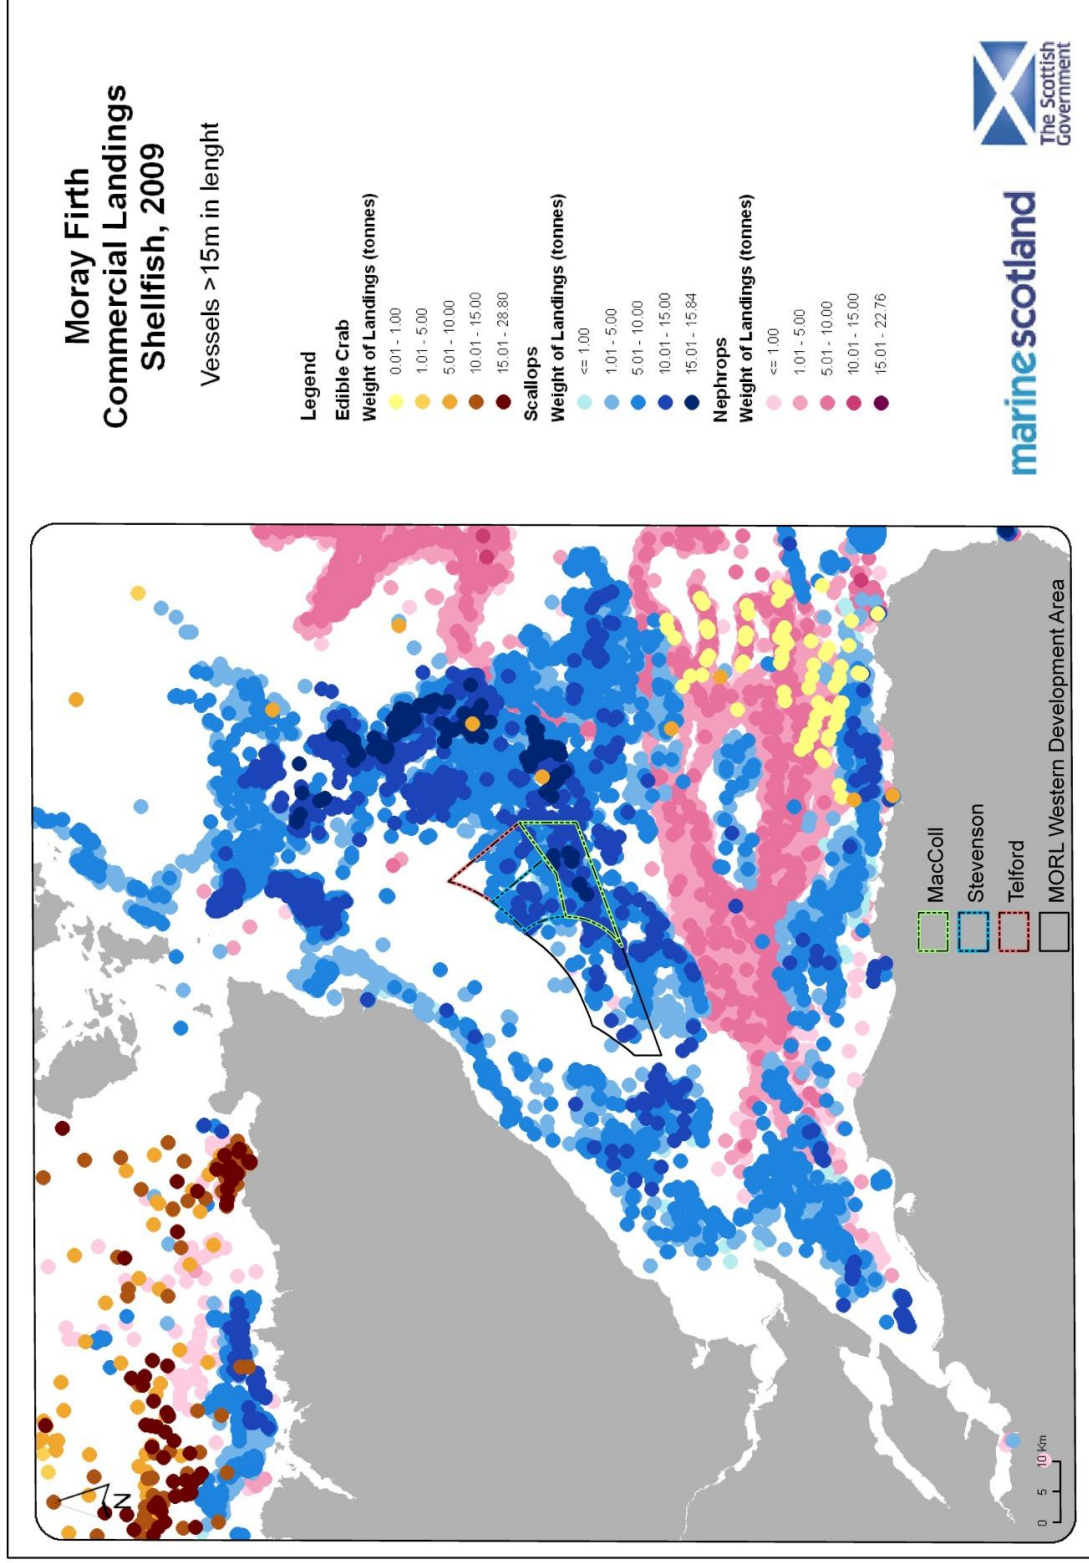 Moray Firth
Commercial Landings
Shellfish, 2009
Vessels >15m in lenght
Legend
Edible Crab
Weight of Landings (tonnes)
0.01 - 1.00
1.01 - 5.00
5.01 - 10.00
10.01 - 15.00
15.01 - 28.80
Scallops
Weight of Landings (tonnes)
<= 1.00
1.01 - 5.00
5.01 - 10.00
10.01 - 15.00
15.01 - 15.84
Nephrops
Weight of Landings (tonnes)
<= 1.00
1.01 - 5.00
5.01 - 10.00
10.01 - 15.00
15.01 - 22.76
marinescotland
The Scottish
Government
N
0 5 10 Km
MacColl
Stevenson
Telford
MORL Western Development Area